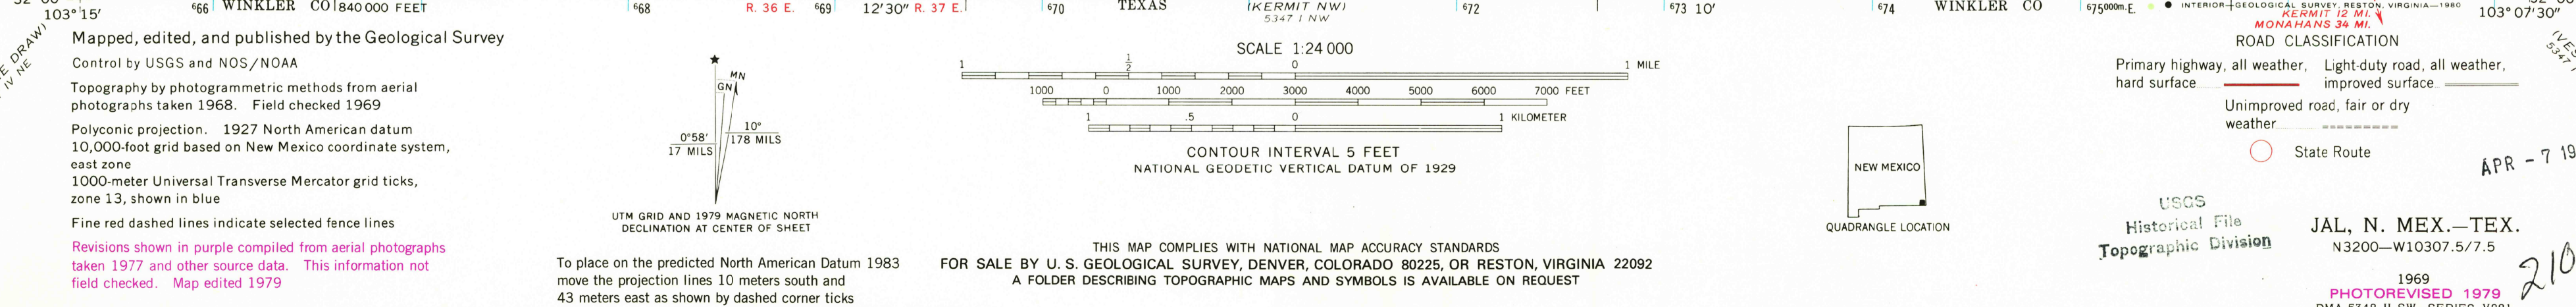 103°15'
666 WINKLER CO 840 000 FEET 668 R. 36 E. 669 12'30" R. 37 E. 670 TEXAS (KERMIT NW) 672 673 10' 674 WINKLER CO 675000m.E. INTERIOR—GEOLOGICAL SURVEY, RESTON, VIRGINIA—1980
5347 I NW
KERMIT 12 MI.
MONAHANS 34 MI.
103°07'30"
DRAW)
IV NE
5347
Mapped, edited, and published by the Geological Survey
Control by USGS and NOS/NOAA
Topography by photogrammetric methods from aerial
photographs taken 1968. Field checked 1969
Polyconic projection. 1927 North American datum
10,000-foot grid based on New Mexico coordinate system,
east zone
1000-meter Universal Transverse Mercator grid ticks,
zone 13, shown in blue
Fine red dashed lines indicate selected fence lines
Revisions shown in purple compiled from aerial photographs
taken 1977 and other source data. This information not
field checked. Map edited 1979
★
MN
GN
0°58'
17 MILS
10°
178 MILS
UTM GRID AND 1979 MAGNETIC NORTH
DECLINATION AT CENTER OF SHEET
To place on the predicted North American Datum 1983
move the projection lines 10 meters south and
43 meters east as shown by dashed corner ticks
SCALE 1:24 000
1 1/2 0 1 MILE
1000 0 1000 2000 3000 4000 5000 6000 7000 FEET
1 .5 0 1 KILOMETER
CONTOUR INTERVAL 5 FEET
NATIONAL GEODETIC VERTICAL DATUM OF 1929
THIS MAP COMPLIES WITH NATIONAL MAP ACCURACY STANDARDS
FOR SALE BY U. S. GEOLOGICAL SURVEY, DENVER, COLORADO 80225, OR RESTON, VIRGINIA 22092
A FOLDER DESCRIBING TOPOGRAPHIC MAPS AND SYMBOLS IS AVAILABLE ON REQUEST
NEW MEXICO
QUADRANGLE LOCATION
ROAD CLASSIFICATION
Primary highway, all weather, Light-duty road, all weather,
hard surface improved surface
Unimproved road, fair or dry
weather
State Route
APR - 7 19
USGS
Historical File
Topographic Division
JAL, N. MEX.—TEX.
N3200—W10307.5/7.5
1969
PHOTOREVISED 1979
210